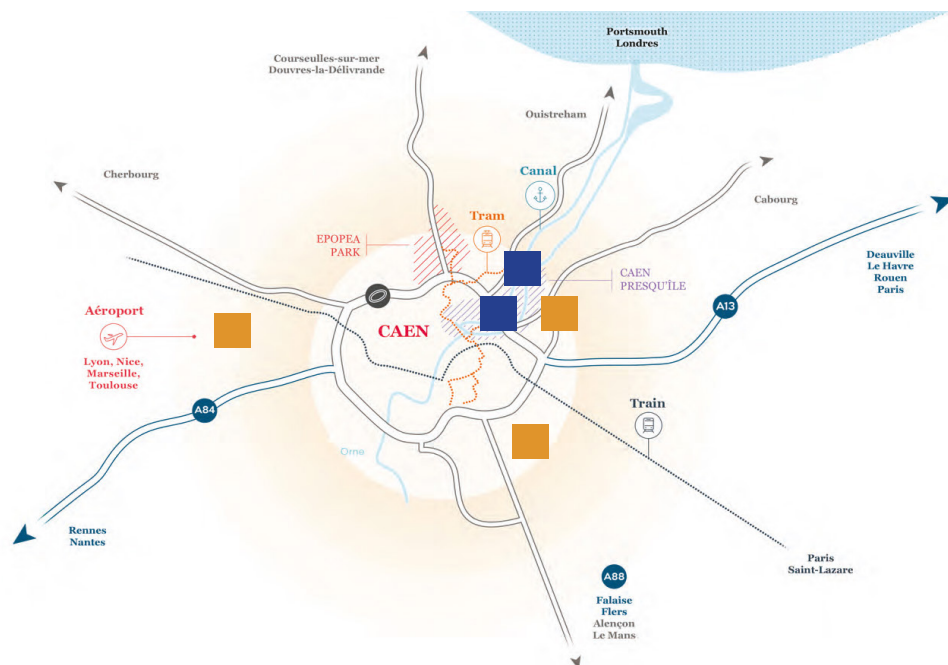 Portsmouth
Londres
Courseulles-sur-mer
Douvres-la-Délivrande
Ouistreham
Cherbourg
Canal
Cabourg
Tram
EPOPEA
PARK
Deauville
Le Havre
Rouen
Paris
CAEN
PRESQU'ÎLE
A13
Aéroport
CAEN
Lyon, Nice,
Marseille,
Toulouse
Train
A84
Orne
Rennes
Nantes
Paris
Saint-Lazare
A88
Falaise
Flers
Alençon
Le Mans